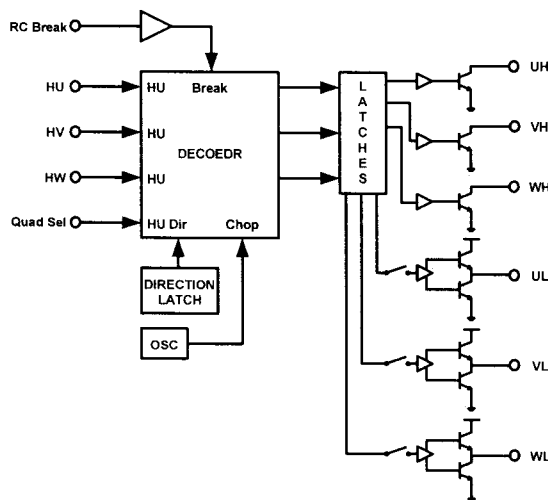 RC Break
HU
HV
HW
Quad Sel
HU Break
HU
DECOEDR
HU
HU Dir Chop
DIRECTION
LATCH
OSC
LATCHES
UH
VH
WH
UL
VL
WL